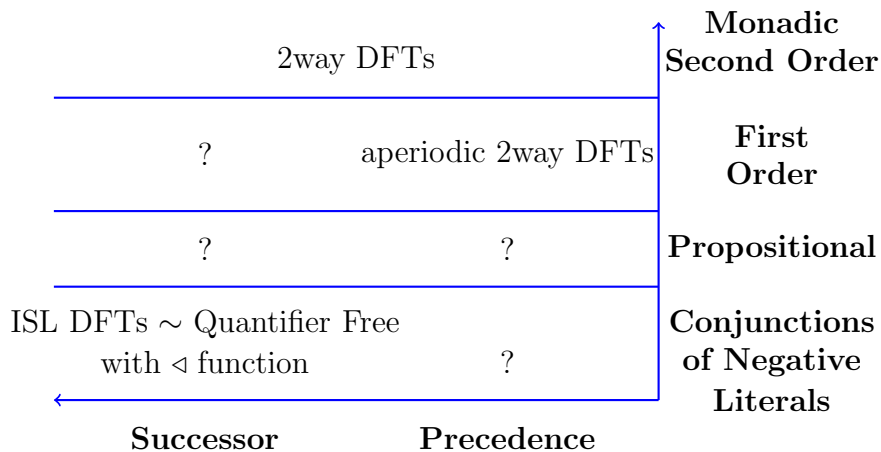 Monadic
Second Order
2way DFTs
First
Order
?
aperiodic 2way DFTs
Propositional
?
?
Conjunctions
of Negative
Literals
ISL DFTs ∼ Quantifier Free
with ◃ function
?
Successor
Precedence